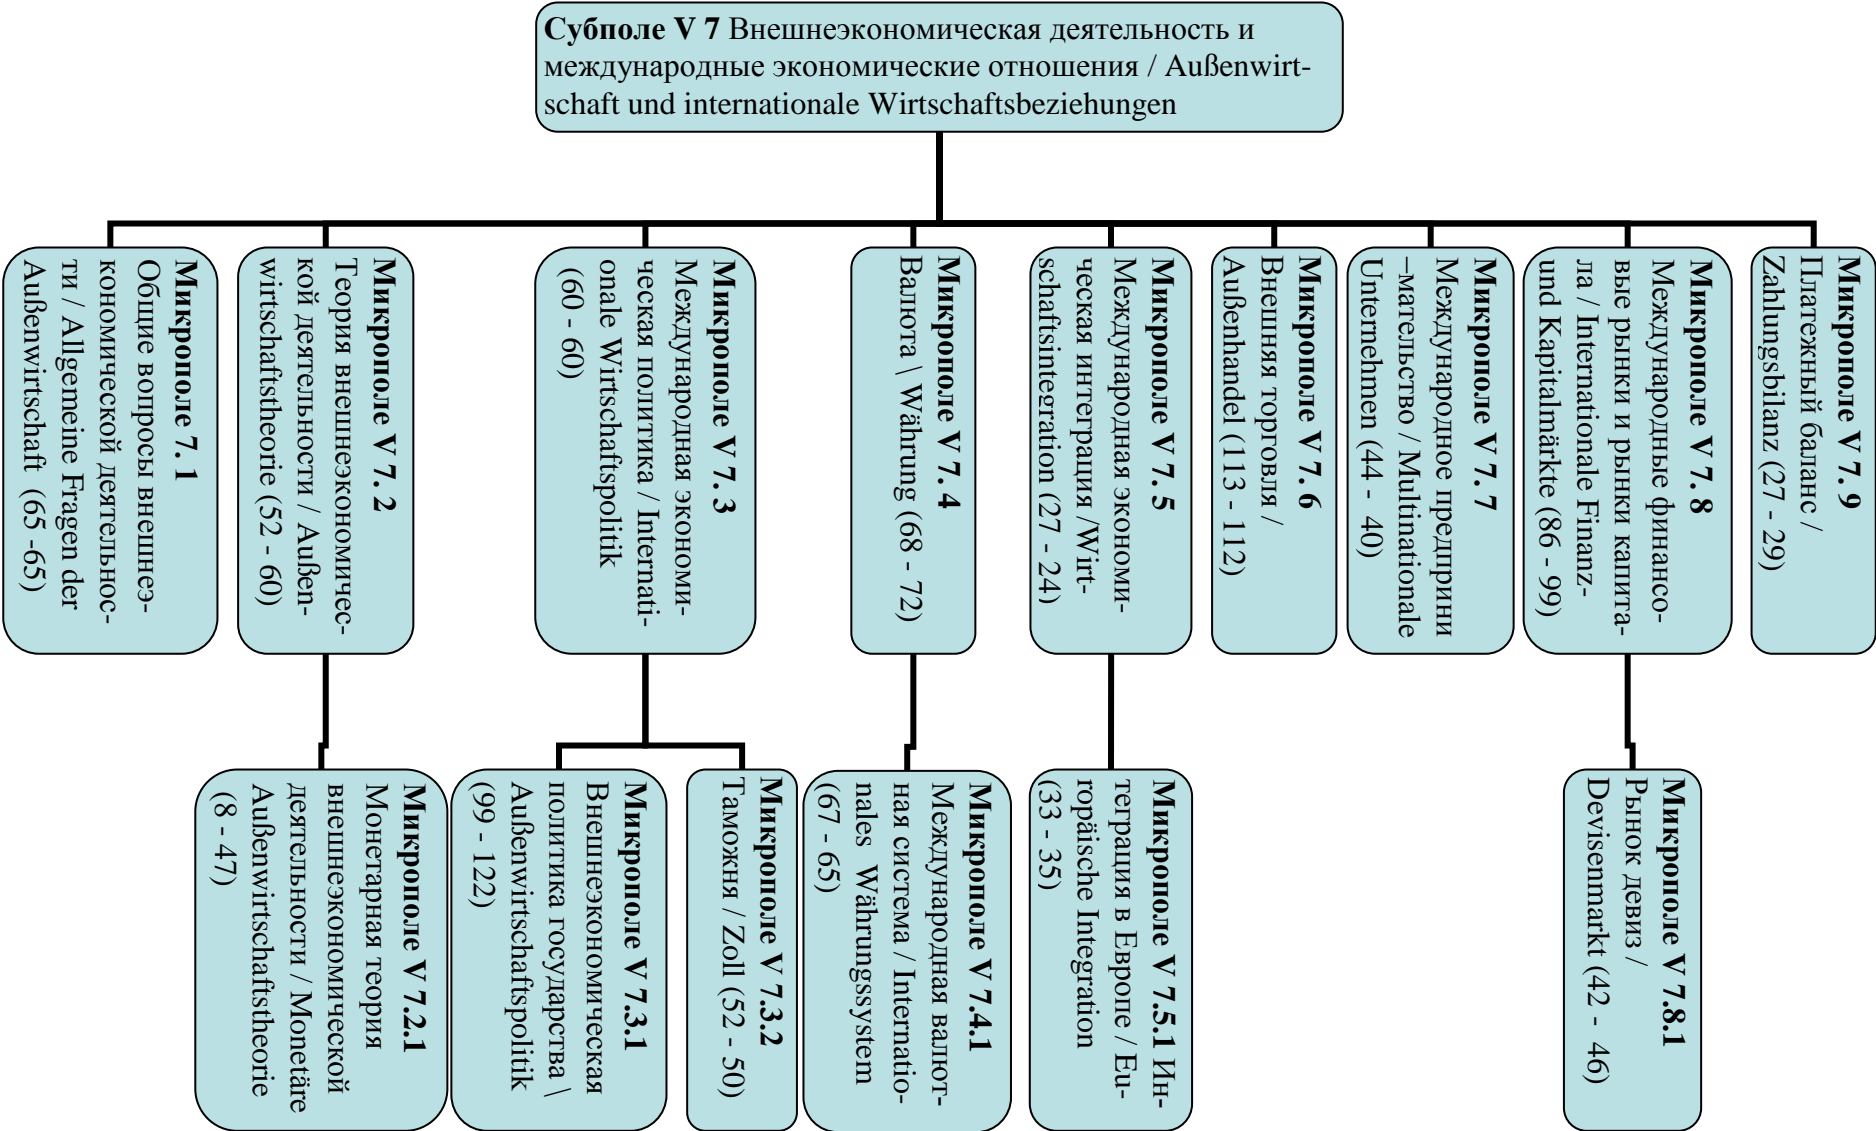 Субполе V 7 Внешнеэкономическая деятельность и
международные экономические отношения / Außenwirt-
schaft und internationale Wirtschaftsbeziehungen
Микрополе 7. 1
Общие вопросы внешнеэ-
кономической деятельнос-
ти / Allgemeine Fragen der
Außenwirtschaft (65 -65)
Микрополе V 7. 2
Теория внешнеэкономичес-
кой деятельности / Außen-
wirtschaftstheorie (52 - 60)
Микрополе V 7. 3
Международная экономи-
ческая политика / Internati-
onale Wirtschaftspolitik
(60 - 60)
Микрополе V 7. 4
Валюта \ Währung (68 - 72)
Микрополе V 7. 5
Международная экономи-
ческая интеграция /Wirt-
schaftsintegration (27 - 24)
Микрополе V 7. 6
Внешняя торговля /
Außenhandel (113 - 112)
Микрополе V 7. 7
Международное предприни
–мательство / Multinationale
Unternehmen (44 - 40)
Микрополе V 7. 8
Международные финансо-
вые рынки и рынки капита-
ла / Internationale Finanz-
und Kapitalmärkte (86 - 99)
Микрополе V 7. 9
Платежный баланс /
Zahlungsbilanz (27 - 29)
Микрополе V 7.2.1
Монетарная теория
внешнеэкономической
деятельности / Monetäre
Außenwirtschaftstheorie
(8 - 47)
Микрополе V 7.3.1
Внешнеэкономическая
политика государства \
Außenwirtschaftspolitik
(99 - 122)
Микрополе V 7.3.2
Таможня / Zoll (52 - 50)
Микрополе V 7.4.1
Международная валют-
ная система / Internatio-
nales Währungssystem
(67 - 65)
Микрополе V 7.5.1 Ин-
теграция в Европе / Eu-
ropäische Integration
(33 - 35)
Микрополе V 7.8.1
Рынок девиз /
Devisenmarkt (42 - 46)